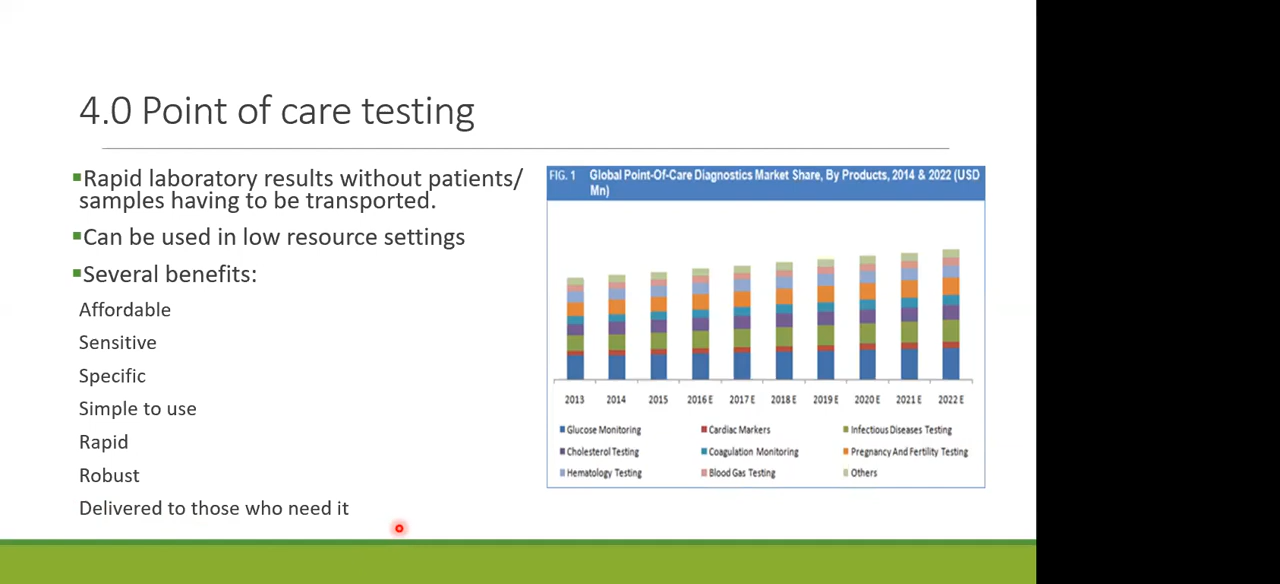 4.0 Point of care testing
Rapid laboratory results without patients/
samples having to be transported.
Can be used in low resource settings
Several benefits:
Affordable
Sensitive
Specific
Simple to use
Rapid
Robust
Delivered to those who need it
FIG. 1 Global Point-Of-Care Diagnostics Market Share, By Products, 2014 & 2022 (USD
Mn)
2013 2014 2015 2016 E 2017 E 2018 E 2019 E 2020 E 2021 E 2022 E
Glucose Monitoring Cardiac Markers Infectious Diseases Testing
Cholesterol Testing Coagulation Monitoring Pregnancy And Fertility Testing
Hematology Testing Blood Gas Testing Others